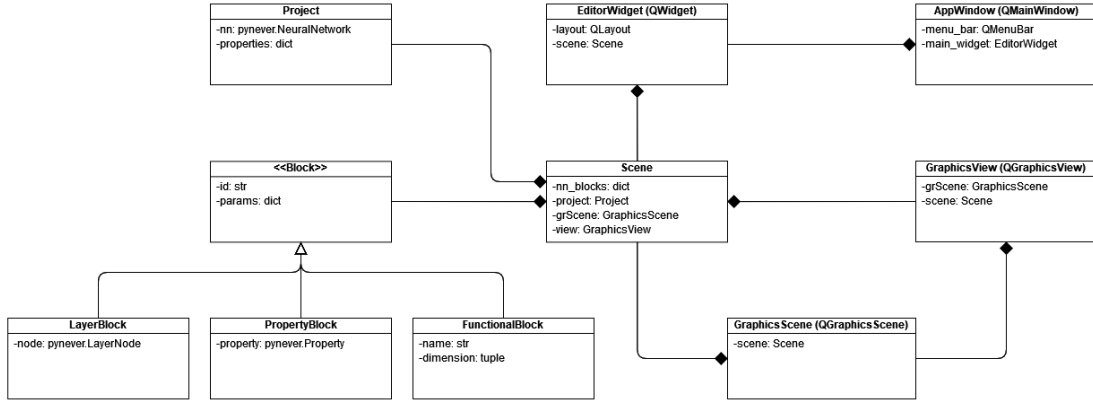 Project
-nn: pynever.NeuralNetwork
-properties: dict
EditorWidget (QWidget)
-layout: QLayout
-scene: Scene
AppWindow (QMainWindow)
-menu_bar: QMenuBar
-main_widget: EditorWidget
<<Block>>
-id: str
-params: dict
Scene
-nn_blocks: dict
-project: Project
-grScene: GraphicsScene
-view: GraphicsView
GraphicsView (QGraphicsView)
-grScene: GraphicsScene
-scene: Scene
LayerBlock
-node: pynever.LayerNode
PropertyBlock
-property: pynever.Property
FunctionalBlock
-name: str
-dimension: tuple
GraphicsScene (QGraphicsScene)
-scene: Scene